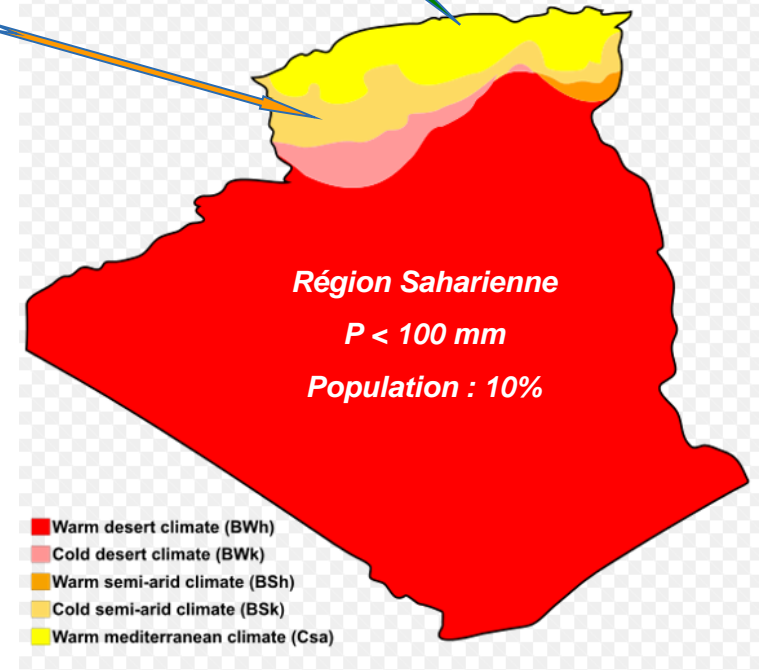 Région Saharienne
P < 100 mm
Population : 10%
Warm desert climate (BWh)
Cold desert climate (BWk)
Warm semi-arid climate (BSh)
Cold semi-arid climate (BSk)
Warm mediterranean climate (Csa)